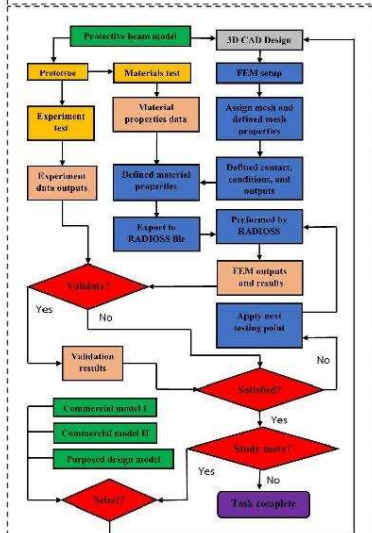 Protective beam model
3D CAD Design
Prototype
Materials test
FEM setup
Experiment
test
Material
properties data
Assign mesh and
defined mesh
properties
Experiment
data outputs
Defined material
properties
Defined contact,
conditions, and
outputs
Export to
RADIOSS file
Performed by
RADIOSS
Validate?
FEM outputs
and results
Yes
No
Apply next
testing point
No
Validation
results
Satisfied?
Yes
Commercial model I
Commercial model II
Purposed design model
Study more?
Yes
No
Select?
Task complete